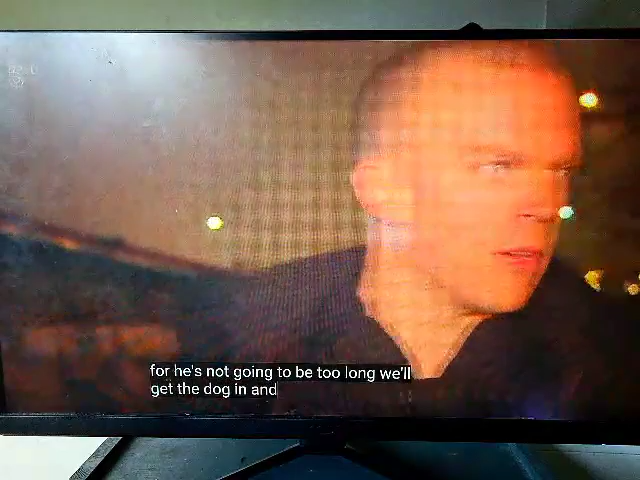 for he's not going to be too long we'll
get the dog in and